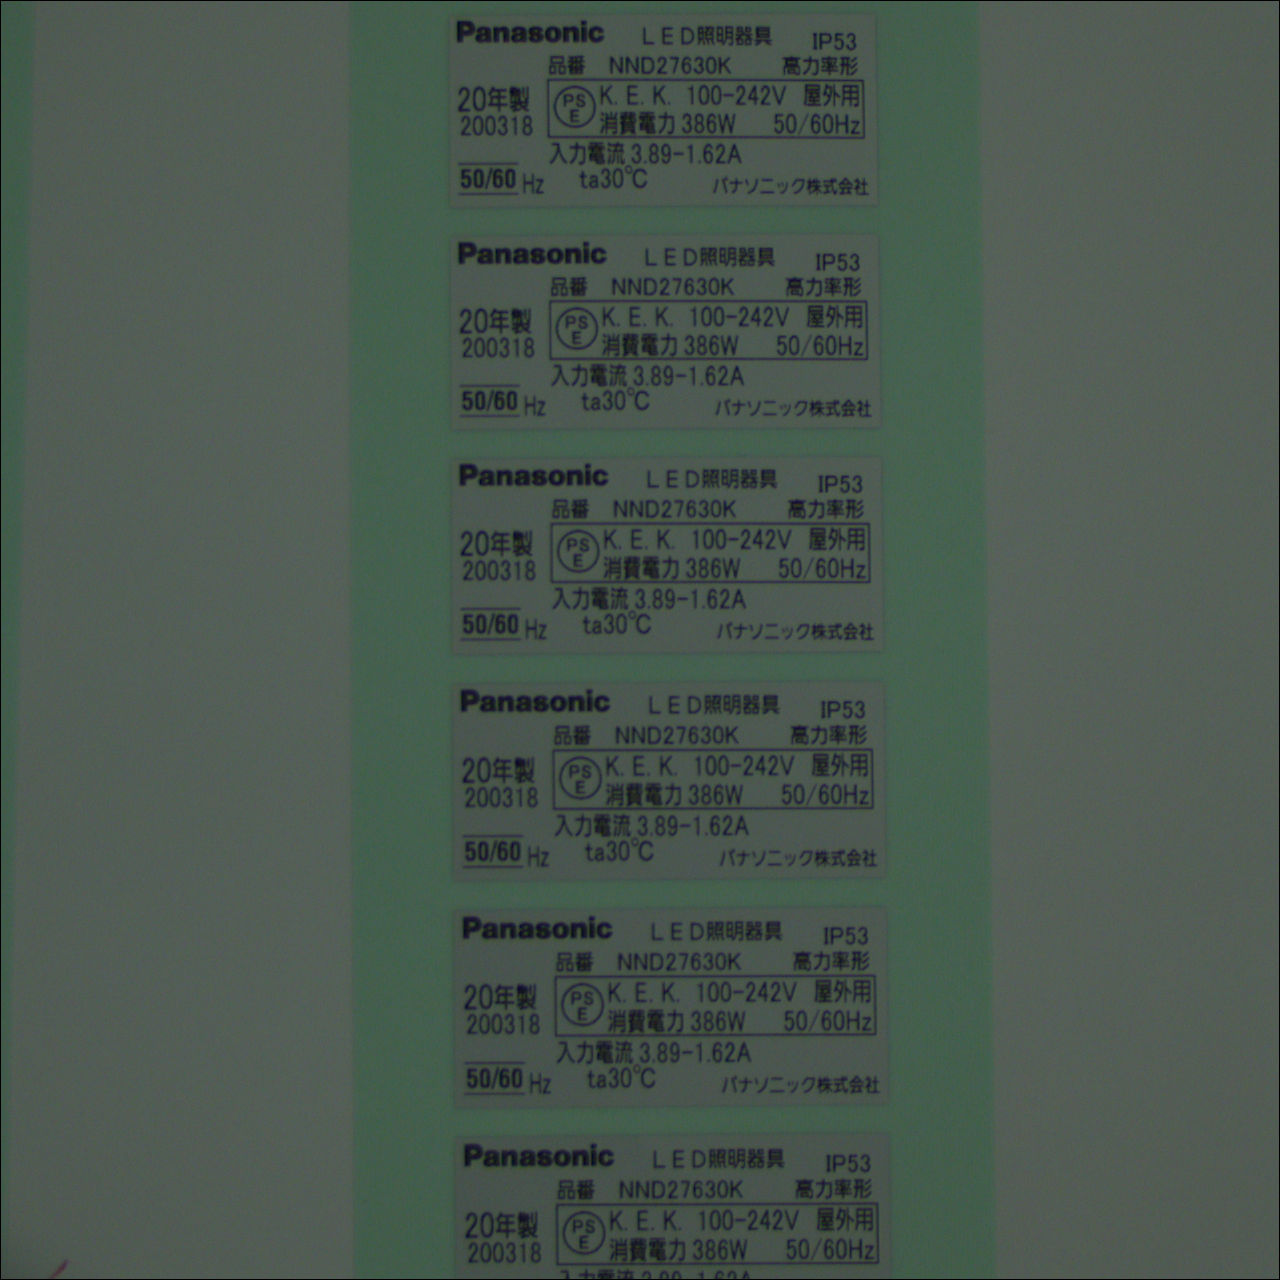 Panasonic LED照明器具 IP53
品番 NND27630K 高力率形
20年製 PS E K. E. K. 100-242V 屋外用
200318 消費電力 386W 50/60Hz
入力電流 3.89-1.62A
50/60 Hz ta30℃ パナソニック株式会社
Panasonic LED照明器具 IP53
品番 NND27630K 高力率形
20年製 PS E K. E. K. 100-242V 屋外用
200318 消費電力 386W 50/60Hz
入力電流 3.89-1.62A
50/60 Hz ta30℃ パナソニック株式会社
Panasonic LED照明器具 IP53
品番 NND27630K 高力率形
20年製 PS E K. E. K. 100-242V 屋外用
200318 消費電力 386W 50/60Hz
入力電流 3.89-1.62A
50/60 Hz ta30℃ パナソニック株式会社
Panasonic LED照明器具 IP53
品番 NND27630K 高力率形
20年製 PS E K. E. K. 100-242V 屋外用
200318 消費電力 386W 50/60Hz
入力電流 3.89-1.62A
50/60 Hz ta30℃ パナソニック株式会社
Panasonic LED照明器具 IP53
品番 NND27630K 高力率形
20年製 PS E K. E. K. 100-242V 屋外用
200318 消費電力 386W 50/60Hz
入力電流 3.89-1.62A
50/60 Hz ta30℃ パナソニック株式会社
Panasonic LED照明器具 IP53
品番 NND27630K 高力率形
20年製 PS E K. E. K. 100-242V 屋外用
200318 消費電力 386W 50/60Hz